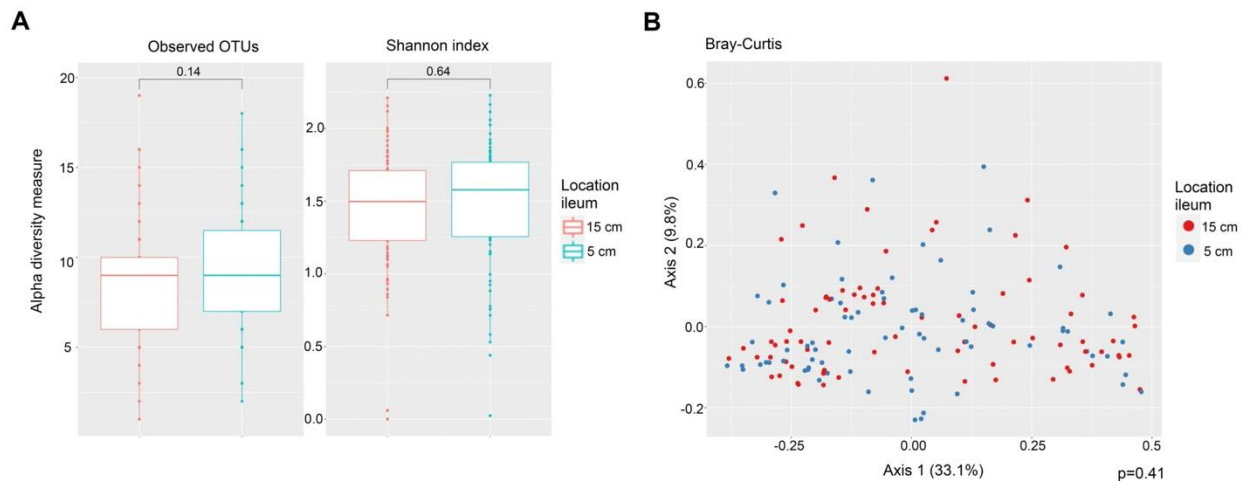 A
Observed OTUs
Shannon index
Alpha diversity measure
20
15
10
5
0.14
2.0
1.5
1.0
0.5
0.0
0.64
Location
ileum
15 cm
5 cm
B
Bray-Curtis
Axis 2 (9.8%)
0.6
0.4
0.2
0.0
-0.2
-0.25
0.00
0.25
0.5
Axis 1 (33.1%)
p=0.41
Location
ileum
15 cm
5 cm